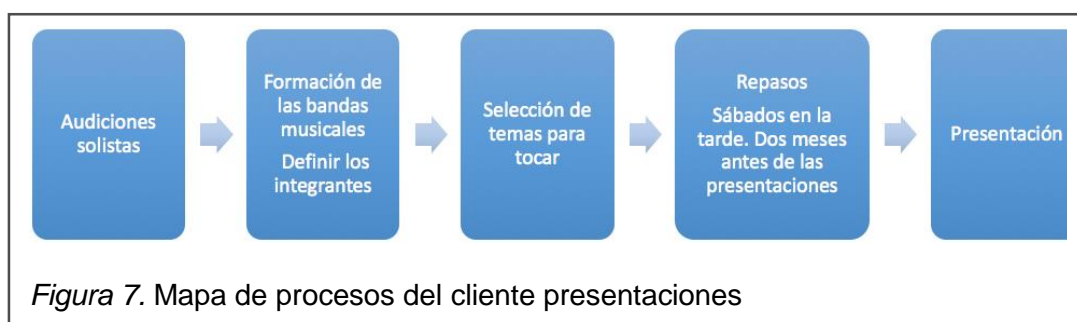 Audiciones
solistas
Formación de
las bandas
musicales
Definir los
integrantes
Selección de
temas para
tocar
Repasos
Sábados en la
tarde. Dos meses
antes de las
presentaciones
Presentación
Figura 7. Mapa de procesos del cliente presentaciones